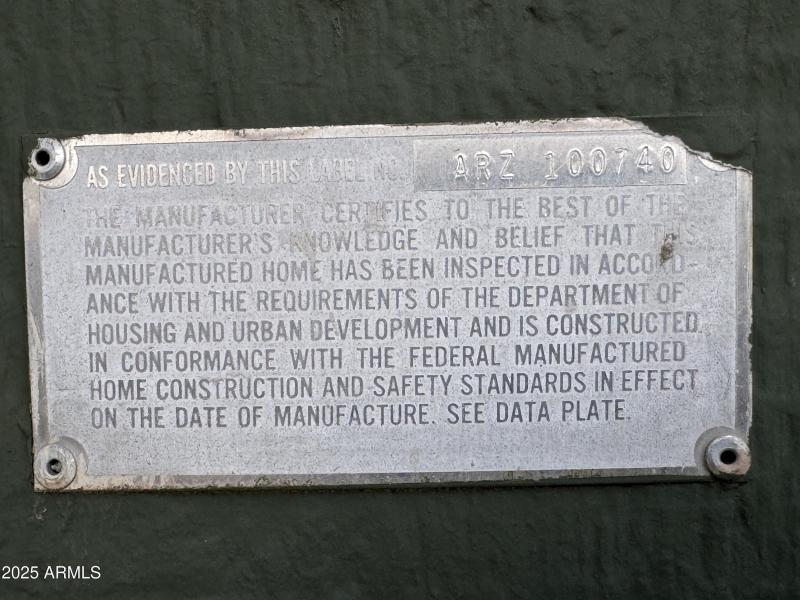 AS EVIDENCED BY THIS LABEL NO. ARZ 100740
THE MANUFACTURER CERTIFIES TO THE BEST OF THE
MANUFACTURER'S KNOWLEDGE AND BELIEF THAT THIS
MANUFACTURED HOME HAS BEEN INSPECTED IN ACCORD-
ANCE WITH THE REQUIREMENTS OF THE DEPARTMENT OF
HOUSING AND URBAN DEVELOPMENT AND IS CONSTRUCTED
IN CONFORMANCE WITH THE FEDERAL MANUFACTURED
HOME CONSTRUCTION AND SAFETY STANDARDS IN EFFECT
ON THE DATE OF MANUFACTURE. SEE DATA PLATE.
2025 ARMLS